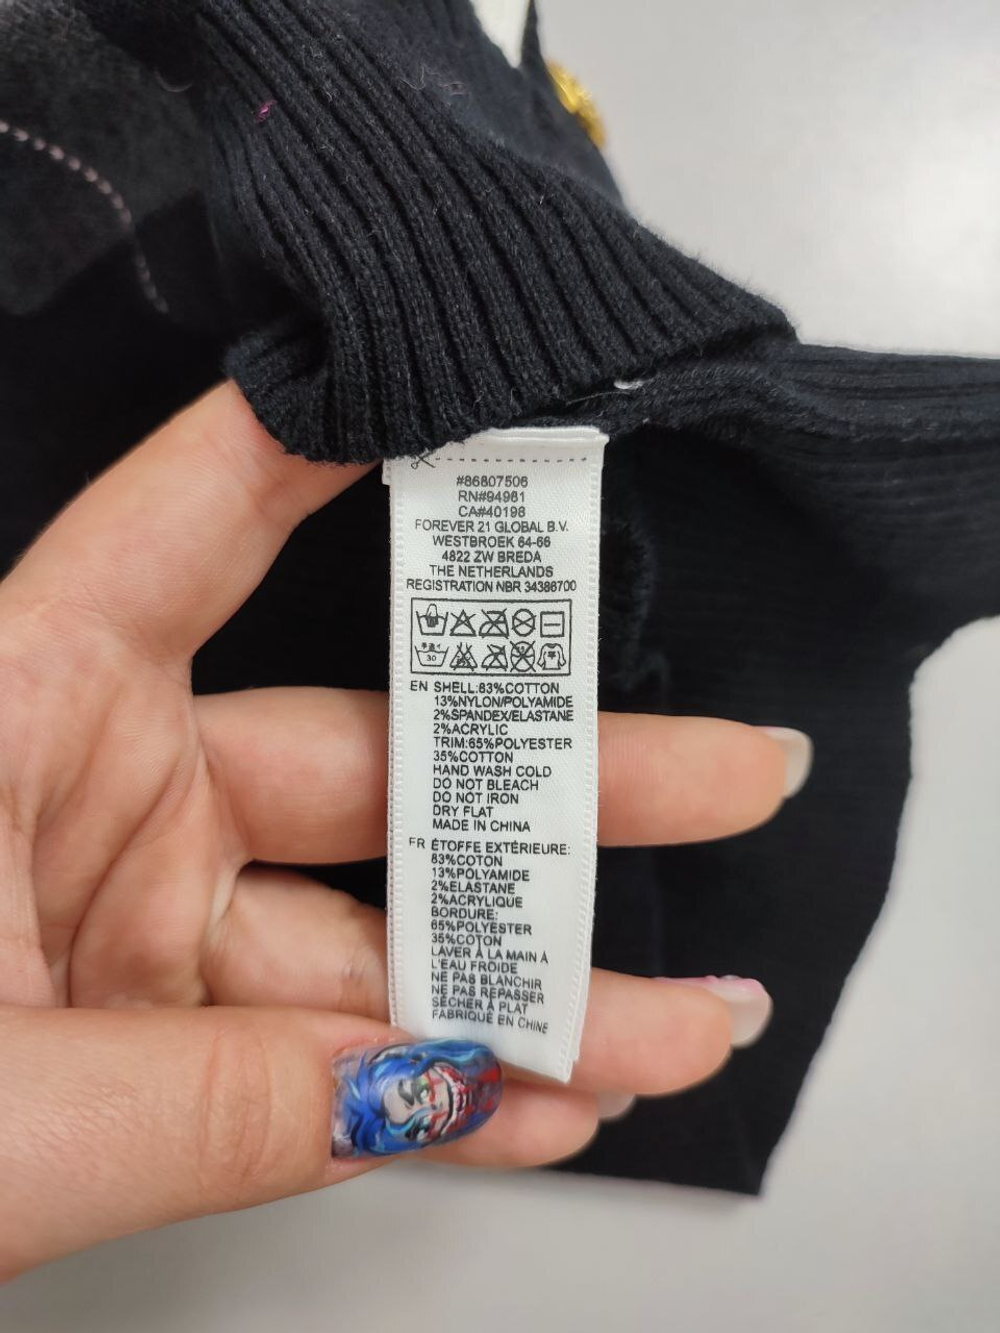 #86807506
RN#94981
CA#40198
FOREVER 21 GLOBAL B.V.
WESTBROEK 64-66
4822 ZW BREDA
THE NETHERLANDS
REGISTRATION NBR 34386700
30
EN SHELL:83%COTTON
13%NYLON/POLYAMIDE
2%SPANDEX/ELASTANE
2%ACRYLIC
TRIM:65%POLYESTER
35%COTTON
HAND WASH COLD
DO NOT BLEACH
DO NOT IRON
DRY FLAT
MADE IN CHINA
FR ÉTOFFE EXTÉRIEURE:
83%COTON
13%POLYAMIDE
2%ELASTANE
2%ACRYLIQUE
BORDURE:
65%POLYESTER
35%COTON
LAVER À LA MAIN À
L'EAU FROIDE
NE PAS BLANCHIR
NE PAS REPASSER
SÉCHER À PLAT
FABRIQUÉ EN CHINE